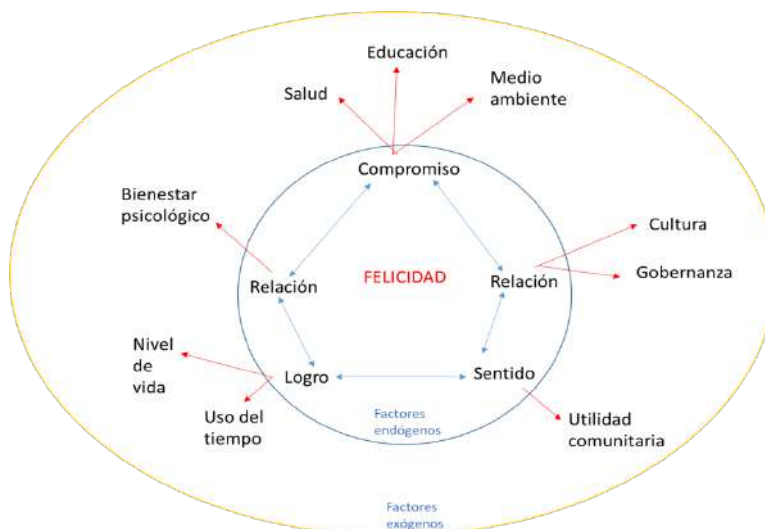 Educación
Salud
Medio
ambiente
Compromiso
Bienestar
psicológico
Cultura
Relación
FELICIDAD
Relación
Gobernanza
Nivel
de
vida
Logro
Sentido
Uso del
tiempo
Factores
endógenos
Utilidad
comunitaria
Factores
exógenos